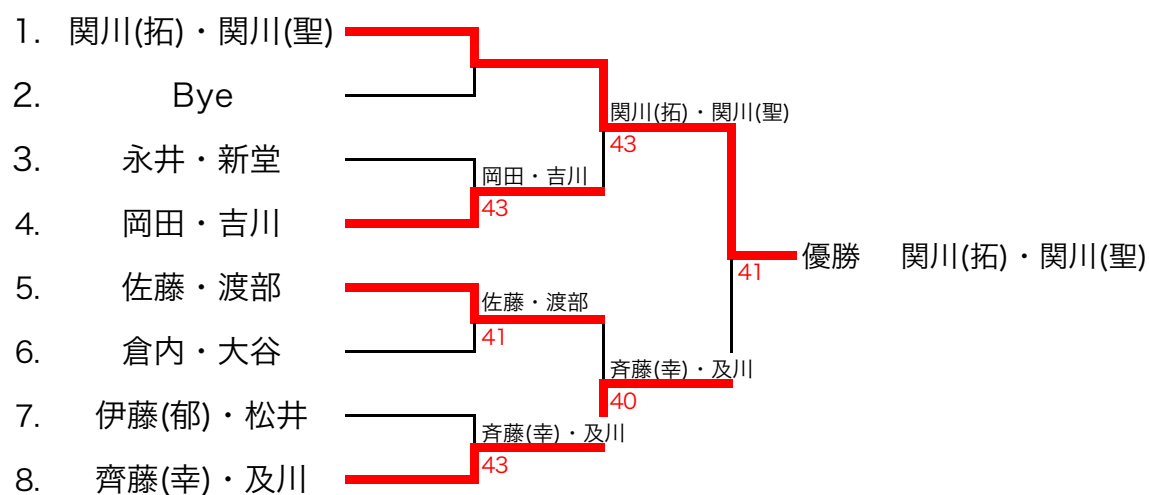 1. 関川(拓)・関川(聖)
2. Bye
関川(拓)・関川(聖)
43
3. 永井・新堂
岡田・吉川
43
4. 岡田・吉川
優勝 関川(拓)・関川(聖)
41
5. 佐藤・渡部
佐藤・渡部
41
6. 倉内・大谷
斉藤(幸)・及川
40
7. 伊藤(郁)・松井
斉藤(幸)・及川
43
8. 齊藤(幸)・及川